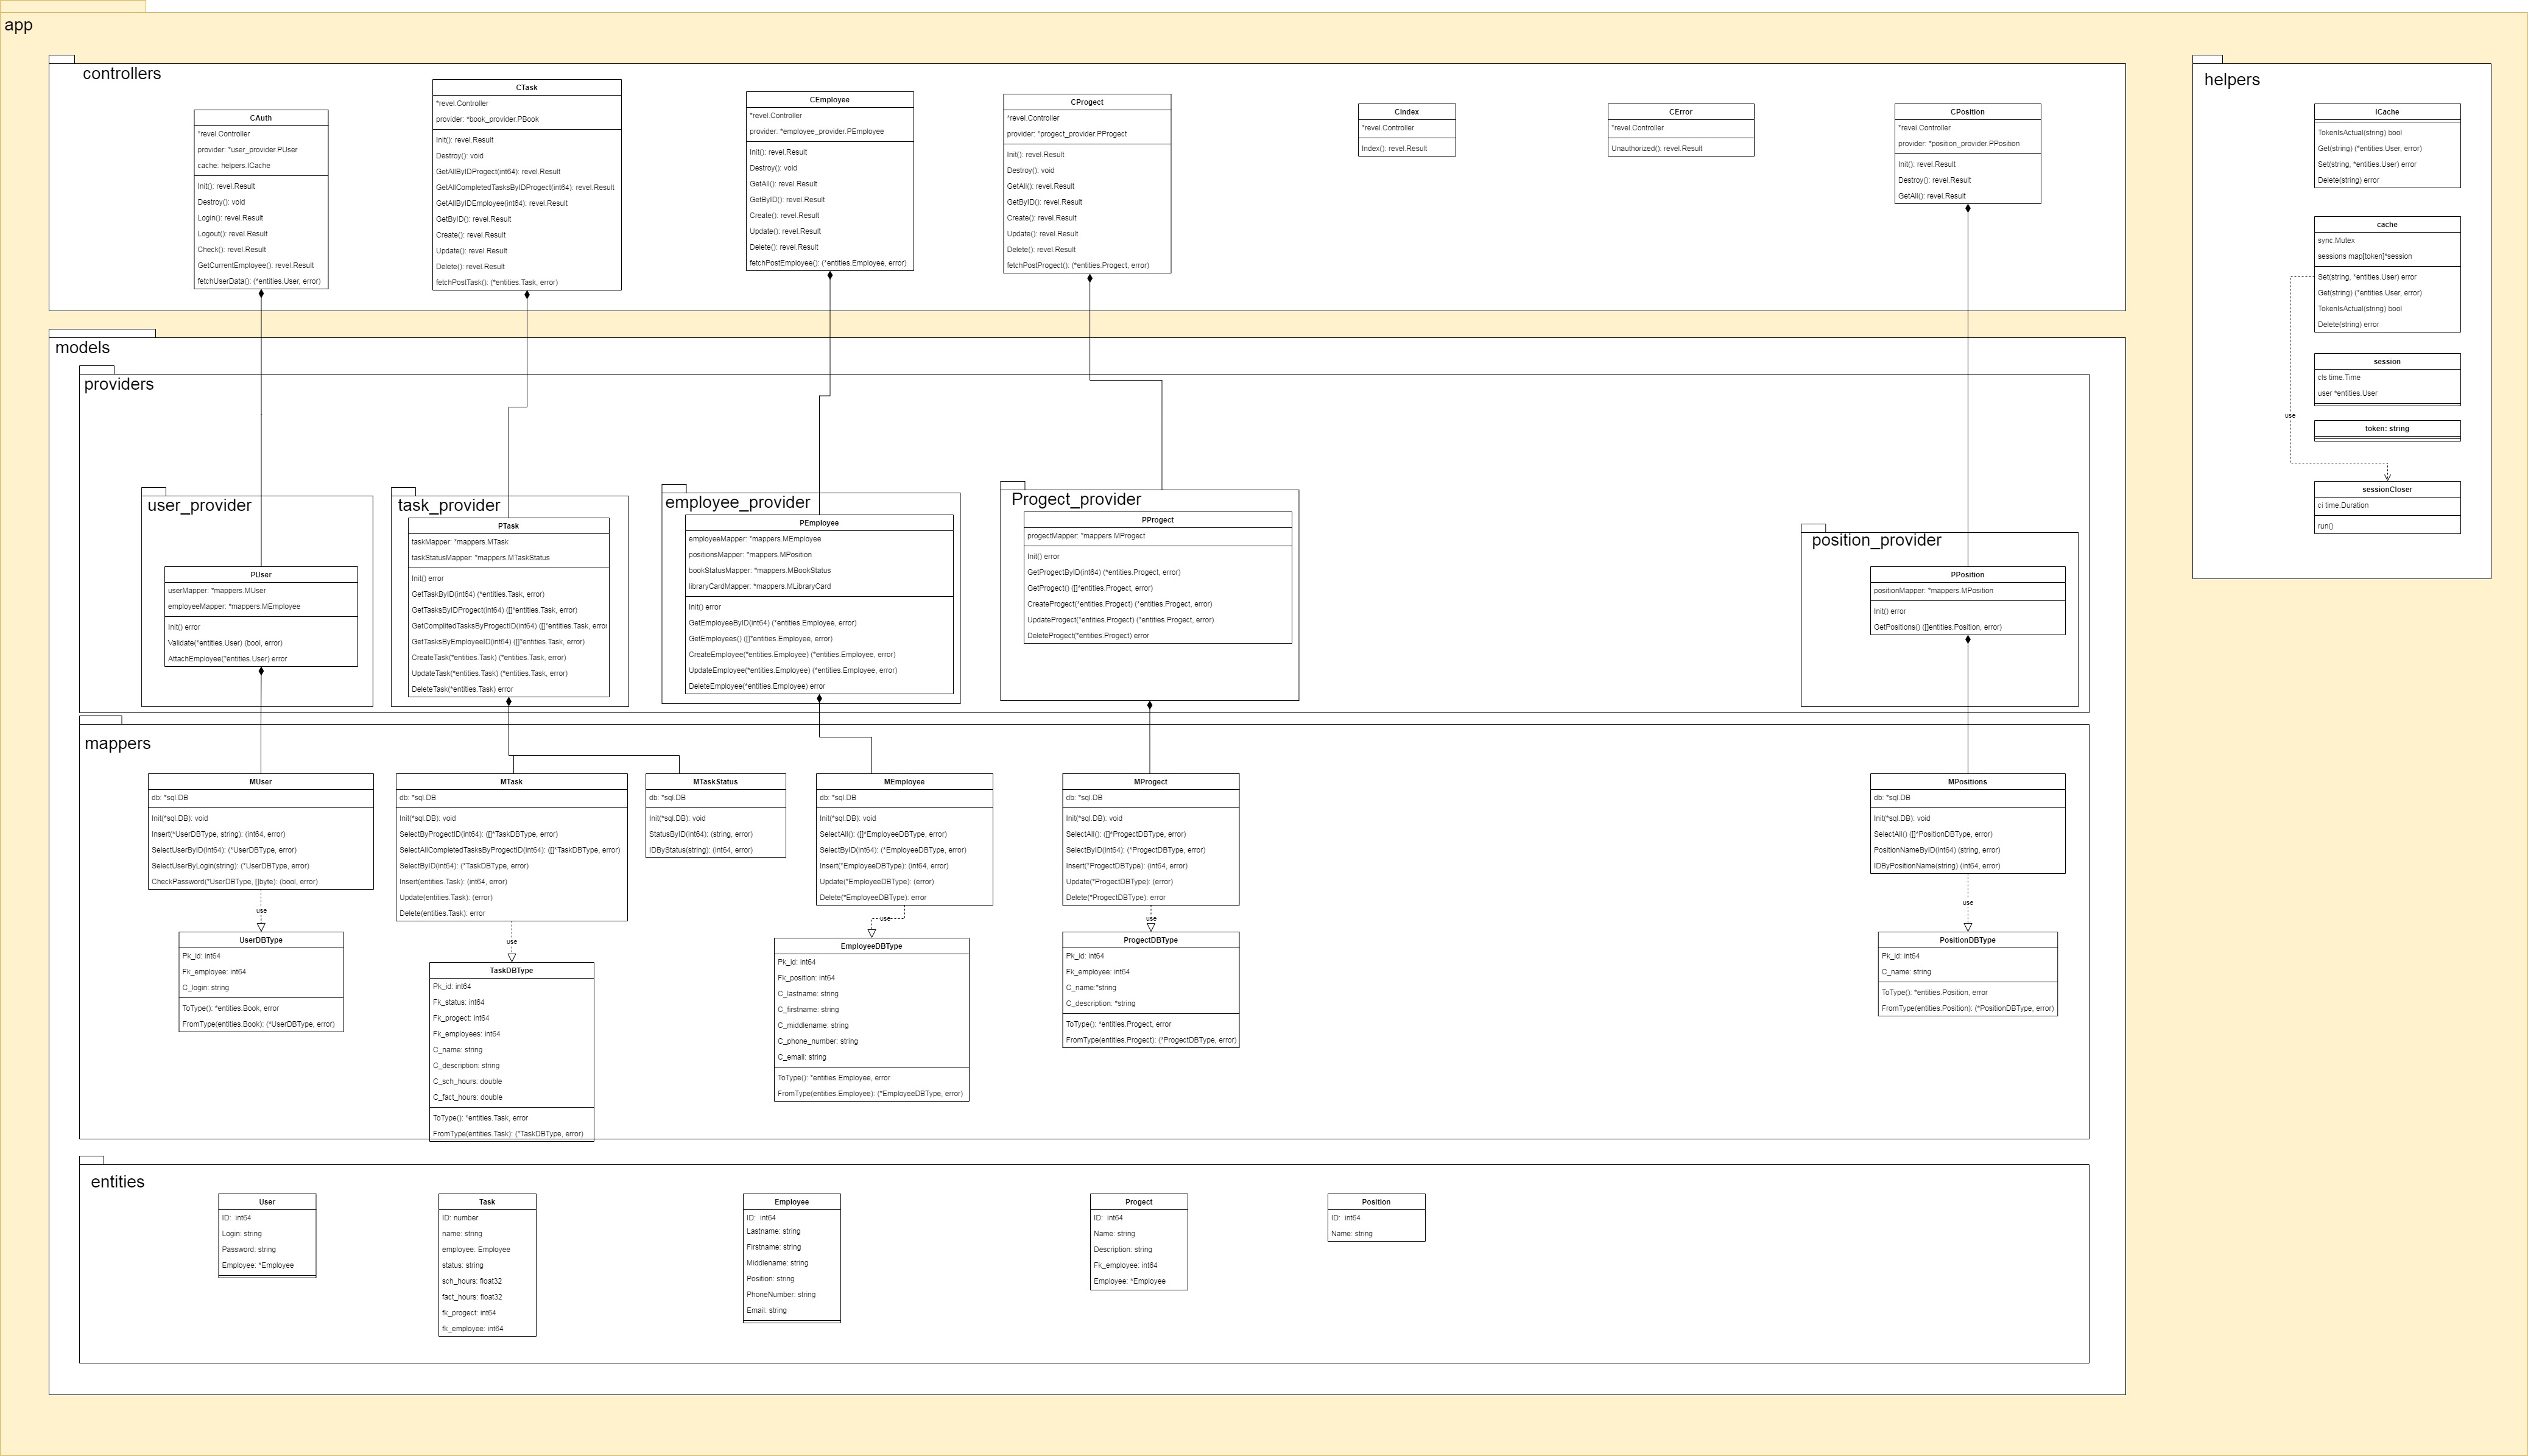 app
controllers
CAuth
*revel.Controller
provider: *user_provider.PUser
cache: helpers.ICache
Init(): revel.Result
Destroy(): void
Login(): revel.Result
Logout(): revel.Result
Check(): revel.Result
GetCurrentEmployee(): revel.Result
fetchUserData(): (*entities.User, error)
CTask
*revel.Controller
provider: *book_provider.PBook
Init(): revel.Result
Destroy(): void
GetAllByIDProgect(int64): revel.Result
GetAllCompletedTasksByIDProgect(int64): revel.Result
GetAllByIDEmployee(int64): revel.Result
GetByID(): revel.Result
Create(): revel.Result
Update(): revel.Result
Delete(): revel.Result
fetchPostTask(): (*entities.Task, error)
CEmployee
*revel.Controller
provider: *employee_provider.PEmployee
Init(): revel.Result
Destroy(): void
GetAll(): revel.Result
GetByID(): revel.Result
Create(): revel.Result
Update(): revel.Result
Delete(): revel.Result
fetchPostEmployee(): (*entities.Employee, error)
CProgect
*revel.Controller
provider: *progect_provider.PProgect
Init(): revel.Result
Destroy(): void
GetAll(): revel.Result
GetByID(): revel.Result
Create(): revel.Result
Update(): revel.Result
Delete(): revel.Result
fetchPostProgect(): (*entities.Progect, error)
CIndex
*revel.Controller
Index(): revel.Result
CError
*revel.Controller
Unauthorized(): revel.Result
CPosition
*revel.Controller
provider: *position_provider.PPosition
Init(): revel.Result
Destroy(): revel.Result
GetAll(): revel.Result
helpers
ICache
TokenIsActual(string) bool
Get(string) (*entities.User, error)
Set(string, *entities.User) error
Delete(string) error
cache
sync.Mutex
sessions map[token]*session
Set(string, *entities.User) error
Get(string) (*entities.User, error)
TokenIsActual(string) bool
Delete(string) error
session
cls time.Time
user *entities.User
use
token: string
sessionCloser
ci time.Duration
run()
models
providers
user_provider
PUser
userMapper: *mappers.MUser
employeeMapper: *mappers.MEmployee
Init() error
Validate(*entities.User) (bool, error)
AttachEmployee(*entities.User) error
task_provider
PTask
taskMapper: *mappers.MTask
taskStatusMapper: *mappers.MTaskStatus
Init() error
GetTaskByID(int64) (*entities.Task, error)
GetTasksByIDProgect(int64) ([]*entities.Task, error)
GetComplitedTasksByProgectID(int64) ([]*entities.Task, error
GetTasksByEmployeeID(int64) ([]*entities.Task, error)
CreateTask(*entities.Task) (*entities.Task, error)
UpdateTask(*entities.Task) (*entities.Task, error)
DeleteTask(*entities.Task) error
employee_provider
PEmployee
employeeMapper: *mappers.MEmployee
positionsMapper: *mappers.MPosition
bookStatusMapper: *mappers.MBookStatus
libraryCardMapper: *mappers.MLibraryCard
Init() error
GetEmployeeByID(int64) (*entities.Employee, error)
GetEmployees() ([]*entities.Employee, error)
CreateEmployee(*entities.Employee) (*entities.Employee, error)
UpdateEmployee(*entities.Employee) (*entities.Employee, error)
DeleteEmployee(*entities.Employee) error
Progect_provider
PProgect
progectMapper: *mappers.MProgect
Init() error
GetProgectByID(int64) (*entities.Progect, error)
GetProgect() ([]*entities.Progect, error)
CreateProgect(*entities.Progect) (*entities.Progect, error)
UpdateProgect(*entities.Progect) (*entities.Progect, error)
DeleteProgect(*entities.Progect) error
position_provider
PPosition
positionMapper: *mappers.MPosition
Init() error
GetPositions() ([]entities.Position, error)
mappers
MUser
db: *sql.DB
Init(*sql.DB): void
Insert(*UserDBType, string): (int64, error)
SelectUserByID(int64): (*UserDBType, error)
SelectUserByLogin(string): (*UserDBType, error)
CheckPassword(*UserDBType, []byte): (bool, error)
use
UserDBType
Pk_id: int64
Fk_employee: int64
C_login: string
ToType(): *entities.Book, error
FromType(entities.Book): (*UserDBType, error)
MTask
db: *sql.DB
Init(*sql.DB): void
SelectByProgectID(int64): ([]*TaskDBType, error)
SelectAllCompletedTasksByProgectID(int64): ([]*TaskDBType, error)
SelectByID(int64): (*TaskDBType, error)
Insert(entities.Task): (int64, error)
Update(entities.Task): (error)
Delete(entities.Task): error
use
TaskDBType
Pk_id: int64
Fk_status: int64
Fk_progect: int64
Fk_employees: int64
C_name: string
C_description: string
C_sch_hours: double
C_fact_hours: double
ToType(): *entities.Task, error
FromType(entities.Task): (*TaskDBType, error)
MTaskStatus
db: *sql.DB
Init(*sql.DB): void
StatusByID(int64): (string, error)
IDByStatus(string): (int64, error)
MEmployee
db: *sql.DB
Init(*sql.DB): void
SelectAll(): ([]*EmployeeDBType, error)
SelectByID(int64): (*EmployeeDBType, error)
Insert(*EmployeeDBType): (int64, error)
Update(*EmployeeDBType): (error)
Delete(*EmployeeDBType): error
use
EmployeeDBType
Pk_id: int64
Fk_position: int64
C_lastname: string
C_firstname: string
C_middlename: string
C_phone_number: string
C_email: string
ToType(): *entities.Employee, error
FromType(entities.Employee): (*EmployeeDBType, error)
MProgect
db: *sql.DB
Init(*sql.DB): void
SelectAll(): ([]*ProgectDBType, error)
SelectByID(int64): (*ProgectDBType, error)
Insert(*ProgectDBType): (int64, error)
Update(*ProgectDBType): (error)
Delete(*ProgectDBType): error
use
ProgectDBType
Pk_id: int64
Fk_employee: int64
C_name:*string
C_description: *string
ToType(): *entities.Progect, error
FromType(entities.Progect): (*ProgectDBType, error)
MPositions
db: *sql.DB
Init(*sql.DB): void
SelectAll() ([]*PositionDBType, error)
PositionNameByID(int64) (string, error)
IDByPositionName(string) (int64, error)
use
PositionDBType
Pk_id: int64
C_name: string
ToType(): *entities.Position, error
FromType(entities.Position): (*PositionDBType, error)
entities
User
ID:  int64
Login: string
Password: string
Employee: *Employee
Task
ID: number
name: string
employee: Employee
status: string
sch_hours: float32
fact_hours: float32
fk_progect: int64
fk_employee: int64
Employee
ID:  int64
Lastname: string
Firstname: string
Middlename: string
Position: string
PhoneNumber: string
Email: string
Progect
ID:  int64
Name: string
Description: string
Fk_employee: int64
Employee: *Employee
Position
ID:  int64
Name: string